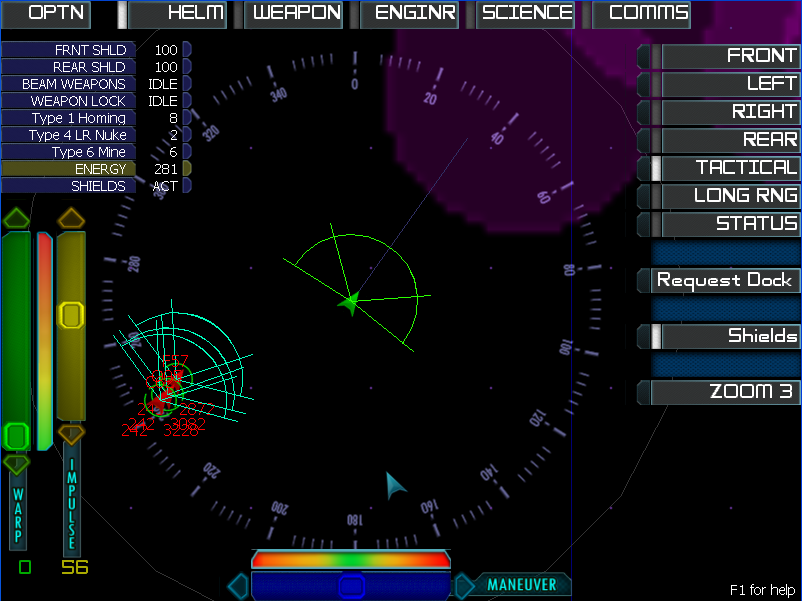 OPTN HELM WEAPON ENGINR SCIENCE COMMS
FRNT SHLD 100
REAR SHLD 100
BEAM WEAPONS IDLE
WEAPON LOCK IDLE
Type 1 Homing 8
Type 4 LR Nuke 2
Type 6 Mine 6
ENERGY 281
SHIELDS ACT
FRONT
LEFT
RIGHT
REAR
TACTICAL
LONG RNG
STATUS
Request Dock
Shields
ZOOM 3
0
20
40
60
80
100
120
140
160
180
200
220
280
320
340
242
3228
WARP
IMPULSE
0
56
MANEUVER
F1 for help